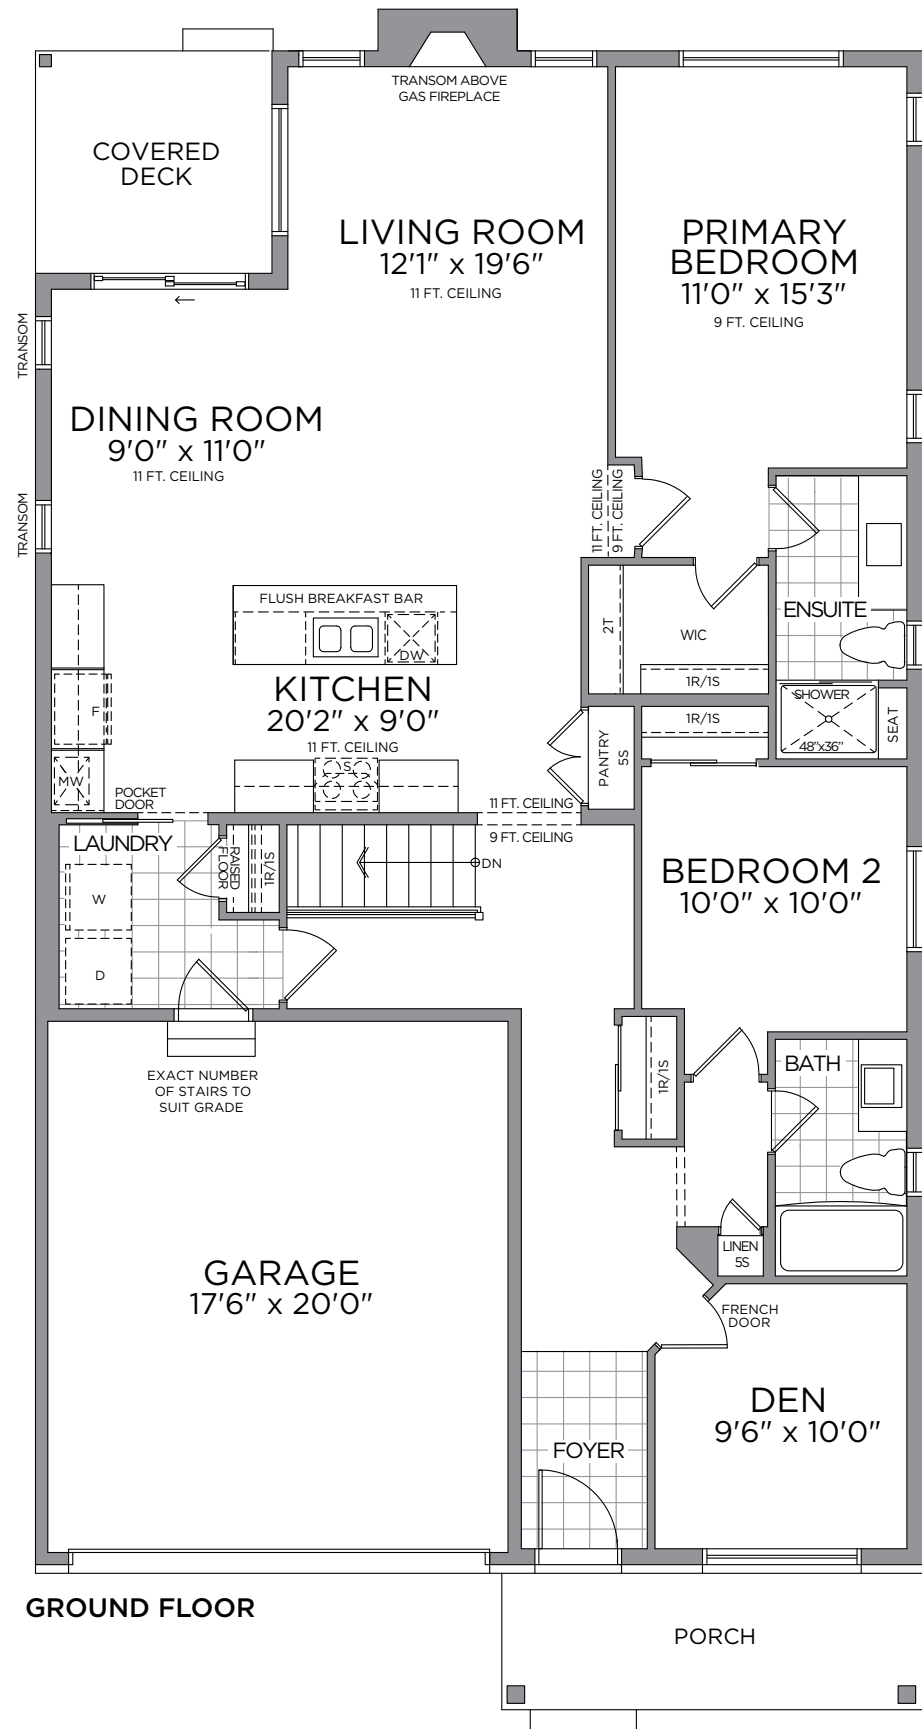 TRANSOM ABOVE
GAS FIREPLACE
COVERED
DECK
LIVING ROOM
12'1" x 19'6"
11 FT. CEILING
PRIMARY
BEDROOM
11'0" x 15'3"
9 FT. CEILING
TRANSOM
DINING ROOM
9'0" x 11'0"
11 FT. CEILING
TRANSOM
11 FT. CEILING
9 FT. CEILING
FLUSH BREAKFAST BAR
DW
2T
WIC
1R/1S
ENSUITE
KITCHEN
20'2" x 9'0"
11 FT. CEILING
F
MW
S
SHOWER
48"x36"
SEAT
1R/1S
PANTRY
5S
POCKET
DOOR
11 FT. CEILING
9 FT. CEILING
LAUNDRY
RAISED
FLOOR
1R/1S
DN
W
D
BEDROOM 2
10'0" x 10'0"
EXACT NUMBER
OF STAIRS TO
SUIT GRADE
1R/1S
BATH
LINEN
5S
GARAGE
17'6" x 20'0"
FRENCH
DOOR
DEN
9'6" x 10'0"
FOYER
GROUND FLOOR
PORCH